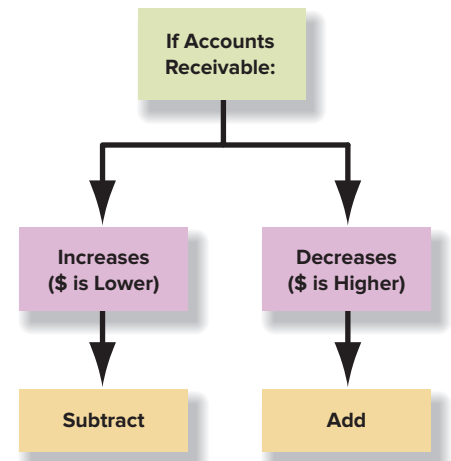 If Accounts
Receivable:
Increases
($ is Lower)
Decreases
($ is Higher)
Subtract
Add